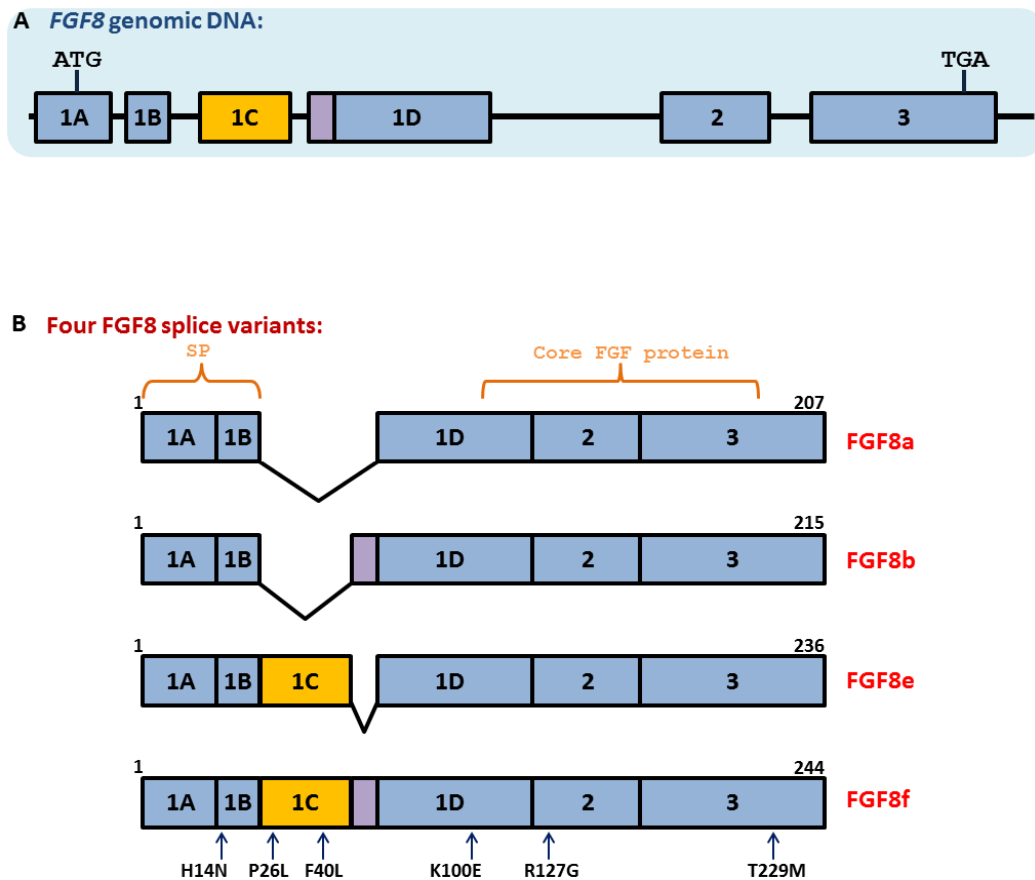 A FGF8 genomic DNA:
ATG TGA
1A 1B 1C 1D 2 3
B Four FGF8 splice variants:
SP Core FGF protein
1 207
1A 1B 1D 2 3 FGF8a
1 215
1A 1B 1D 2 3 FGF8b
1 236
1A 1B 1C 1D 2 3 FGF8e
1 244
1A 1B 1C 1D 2 3 FGF8f
H14N P26L F40L K100E R127G T229M